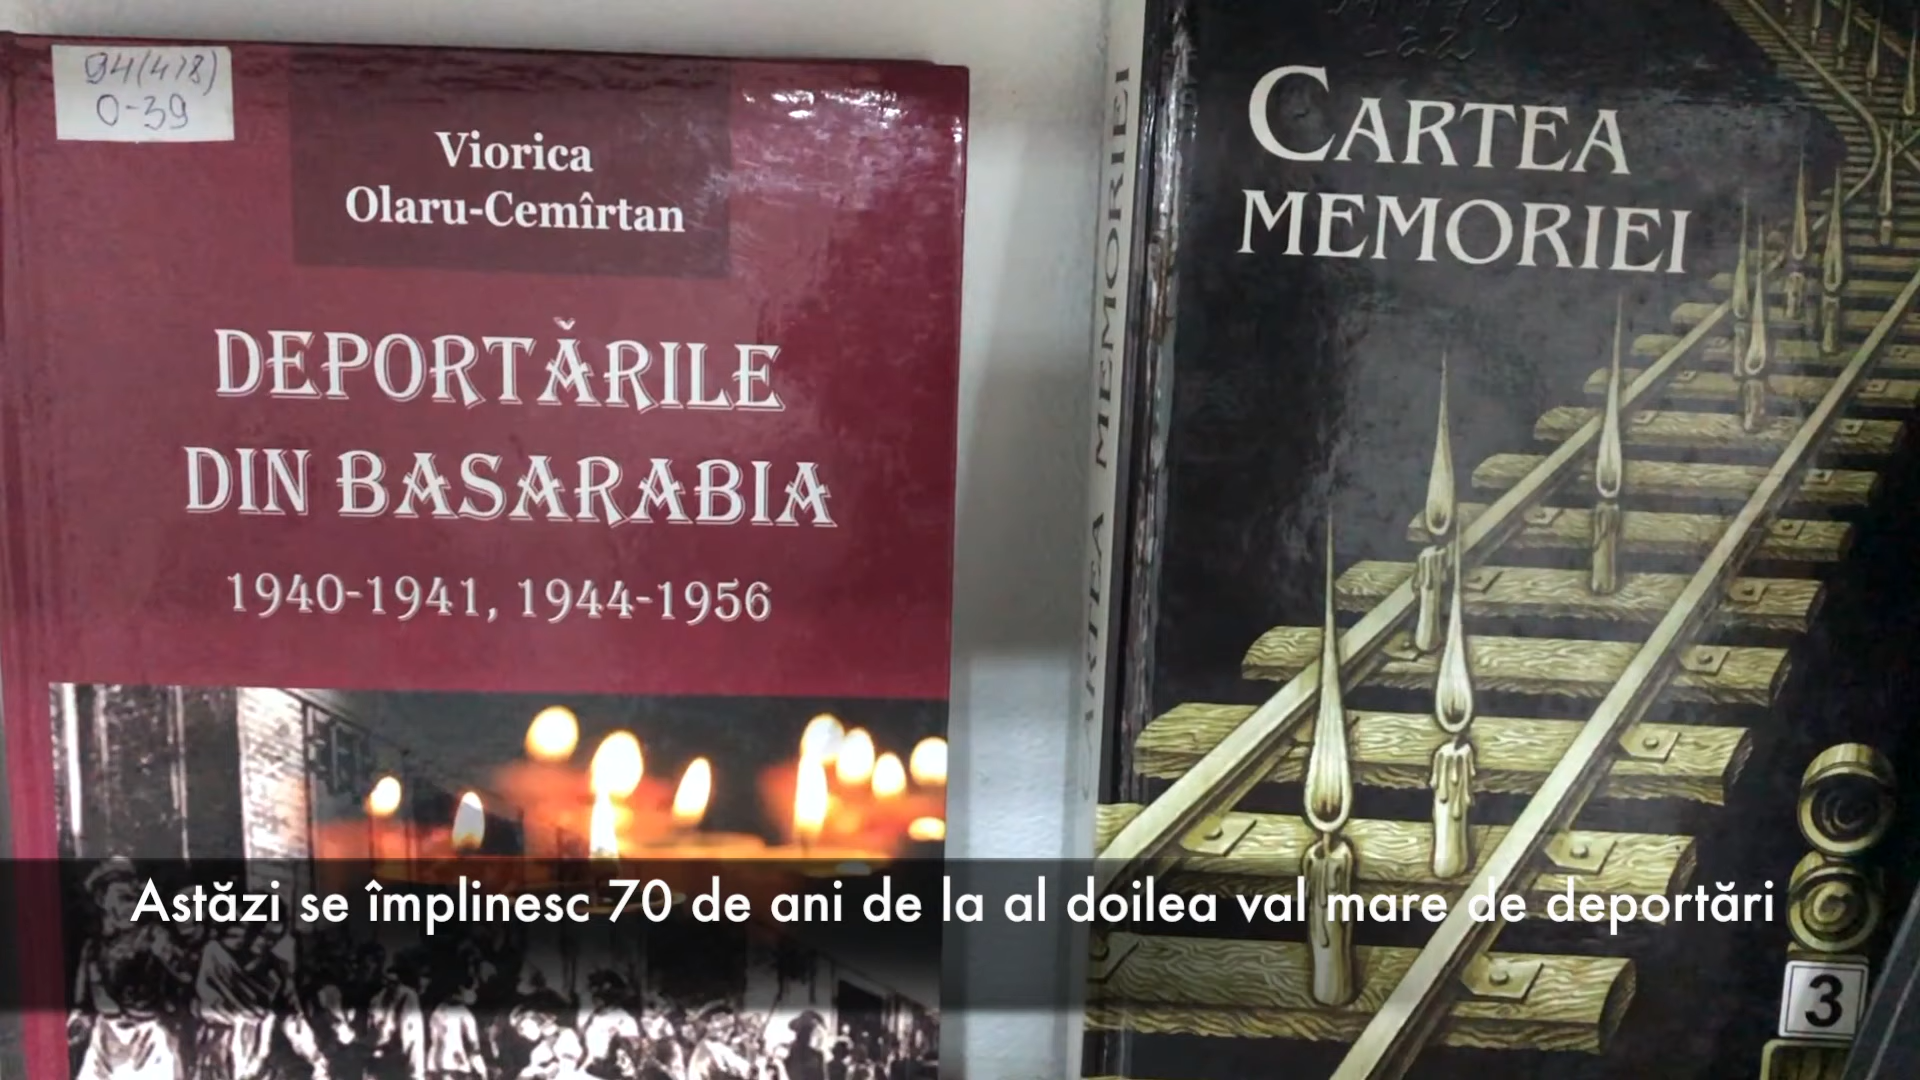 94(478)
O-39
Viorica
Olaru-Cemîrtan
DEPORTĂRILE
DIN BASARABIA
1940-1941, 1944-1956
CARTEA MEMORIEI
CARTEA
MEMORIEI
3
Astăzi se împlinesc 70 de ani de la al doilea val mare de deportări